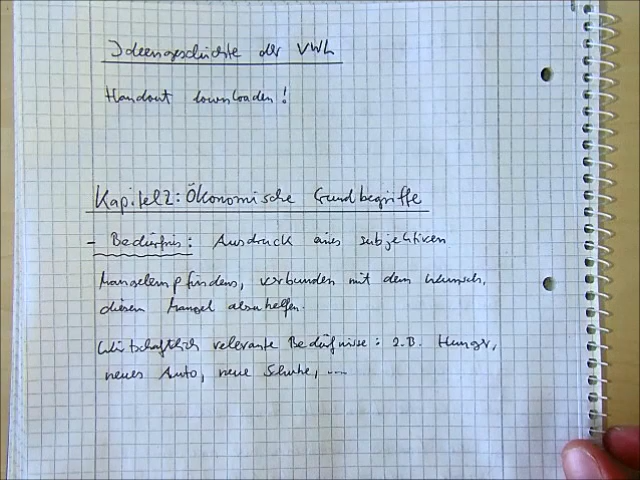 Ideengeschichte der VWL
Handout downloaden!
Kapitel 2: Ökonomische Grundbegriffe
- Bedürfnis: Ausdruck eines subjektiven
Mangelempfindens, verbunden mit dem Wunsch,
diesem Mangel abzuhelfen.
Wirtschaftlich relevante Bedürfnisse: z.B. Hunger,
neues Auto, neue Schuhe, ...